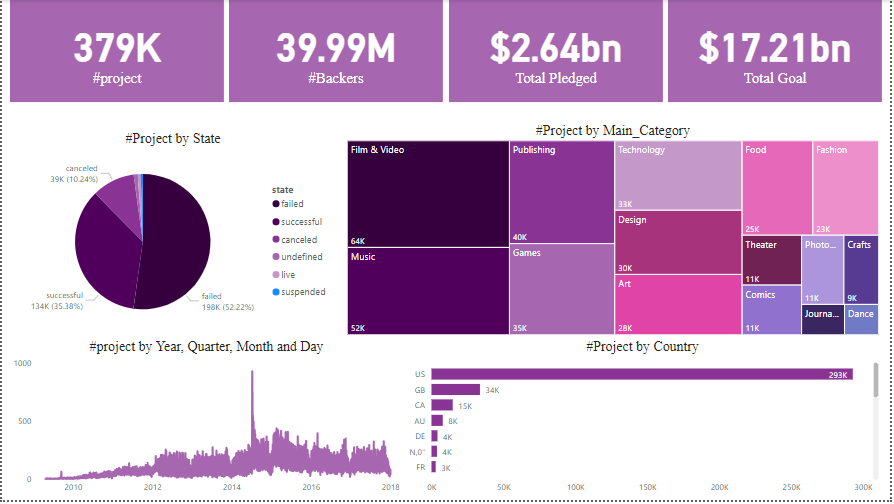 379K
#project
39.99M
#Backers
$2.64bn
Total Pledged
$17.21bn
Total Goal
#Project by State
canceled
39K (10.24%)
successful
134K (35.38%)
failed
198K (52.22%)
state
failed
successful
canceled
undefined
live
suspended
#Project by Main_Category
Film & Video
64K
Music
52K
Publishing
40K
Games
35K
Technology
33K
Design
30K
Art
28K
Food
25K
Fashion
23K
Theater
11K
Comics
11K
Photo...
11K
Crafts
9K
Journa...
Dance
#project by Year, Quarter, Month and Day
1000
500
0
2010
2012
2014
2016
2018
#Project by Country
US
293K
GB
34K
CA
15K
AU
8K
DE
4K
N,0"
4K
FR
3K
0K
50K
100K
150K
200K
250K
300K